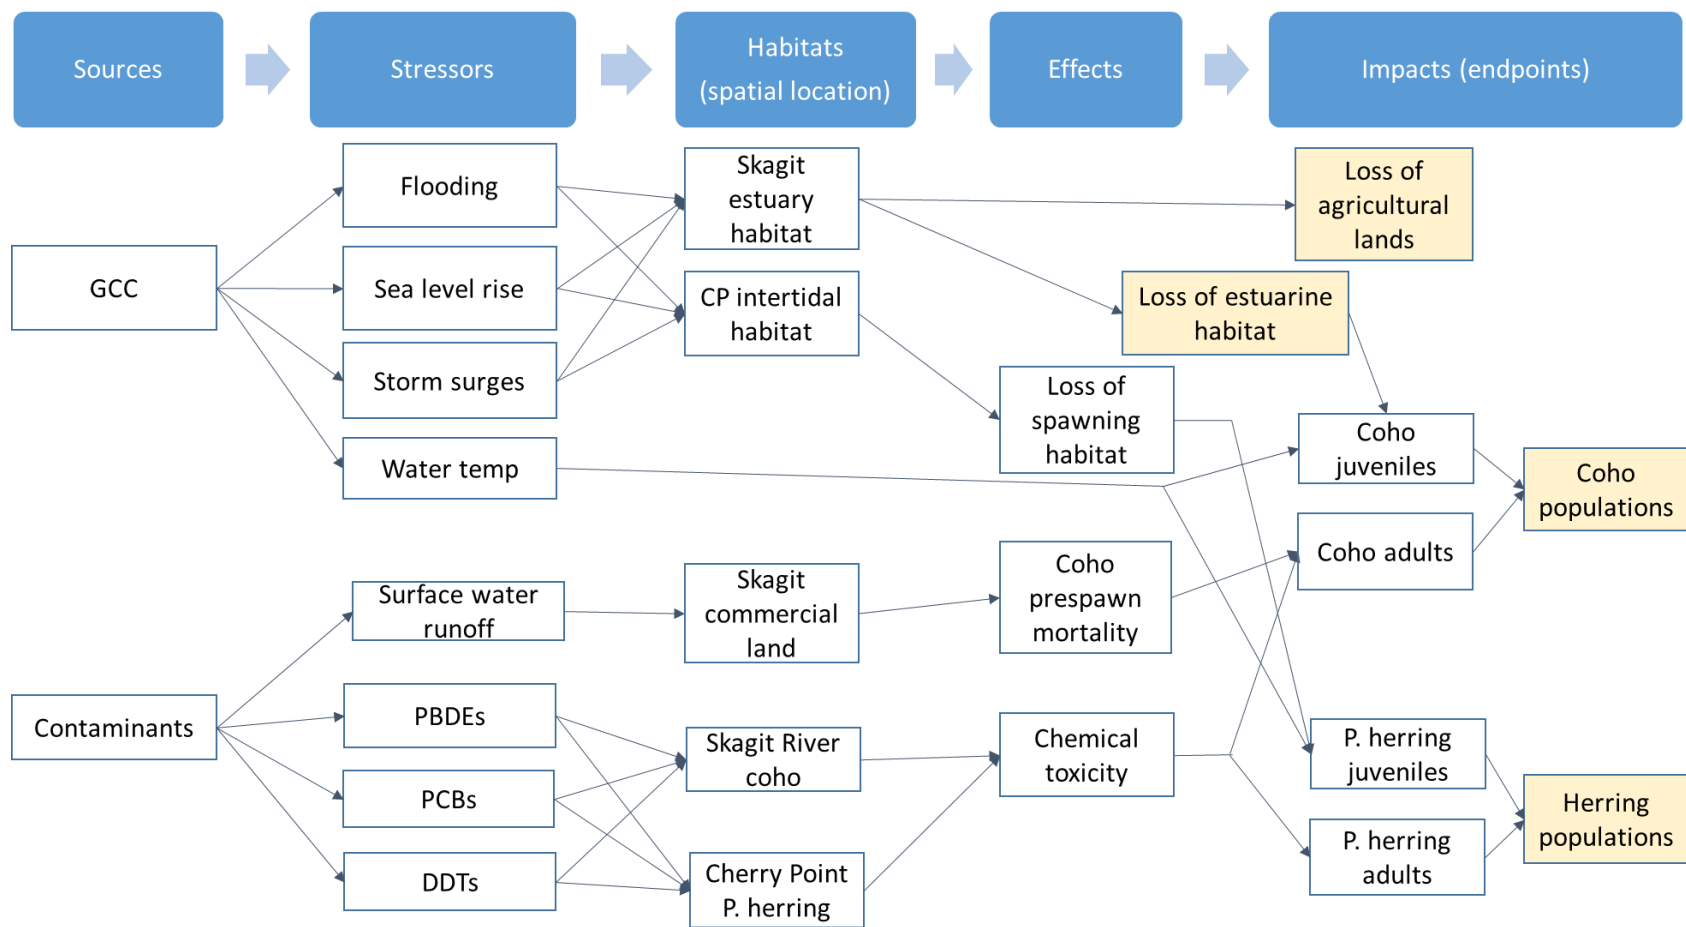 Sources
Stressors
Habitats
(spatial location)
Effects
Impacts (endpoints)
GCC
Flooding
Sea level rise
Storm surges
Water temp
Skagit
estuary
habitat
CP intertidal
habitat
Loss of
agricultural
lands
Loss of estuarine
habitat
Loss of
spawning
habitat
Coho
juveniles
Coho
populations
Coho adults
Contaminants
Surface water
runoff
PBDEs
PCBs
DDTs
Skagit
commercial
land
Skagit River
coho
Cherry Point
P. herring
Coho
prespawn
mortality
Chemical
toxicity
P. herring
juveniles
P. herring
adults
Herring
populations